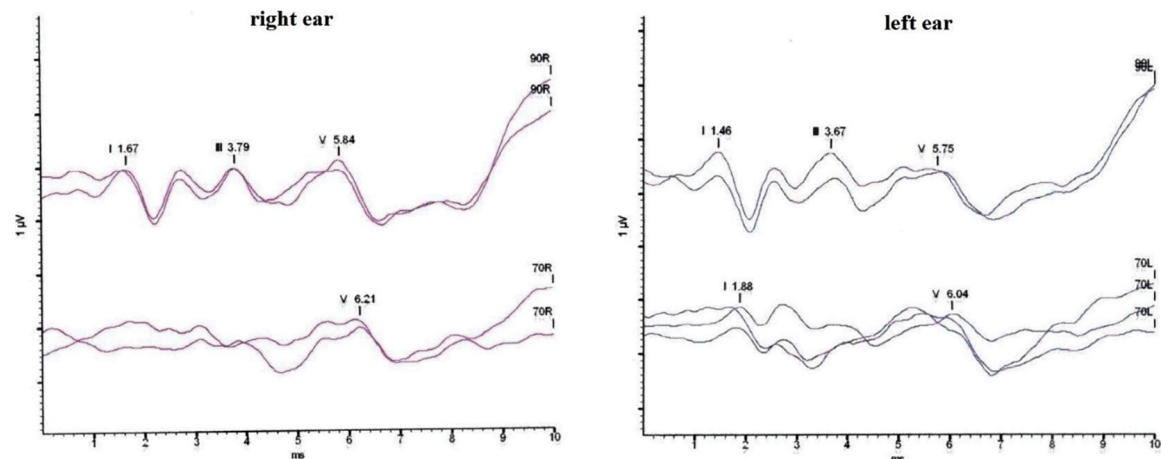 right ear
90R
90R
I 1.67
III 3.79
V 5.84
1 µV
70R
70R
V 6.21
1 2 3 4 5 6 7 8 9 10
ms
left ear
90L
90L
I 1.46
III 3.67
V 5.75
1 µV
70L
70L
70L
I 1.88
V 6.04
1 2 3 4 5 6 7 8 9 10
ms